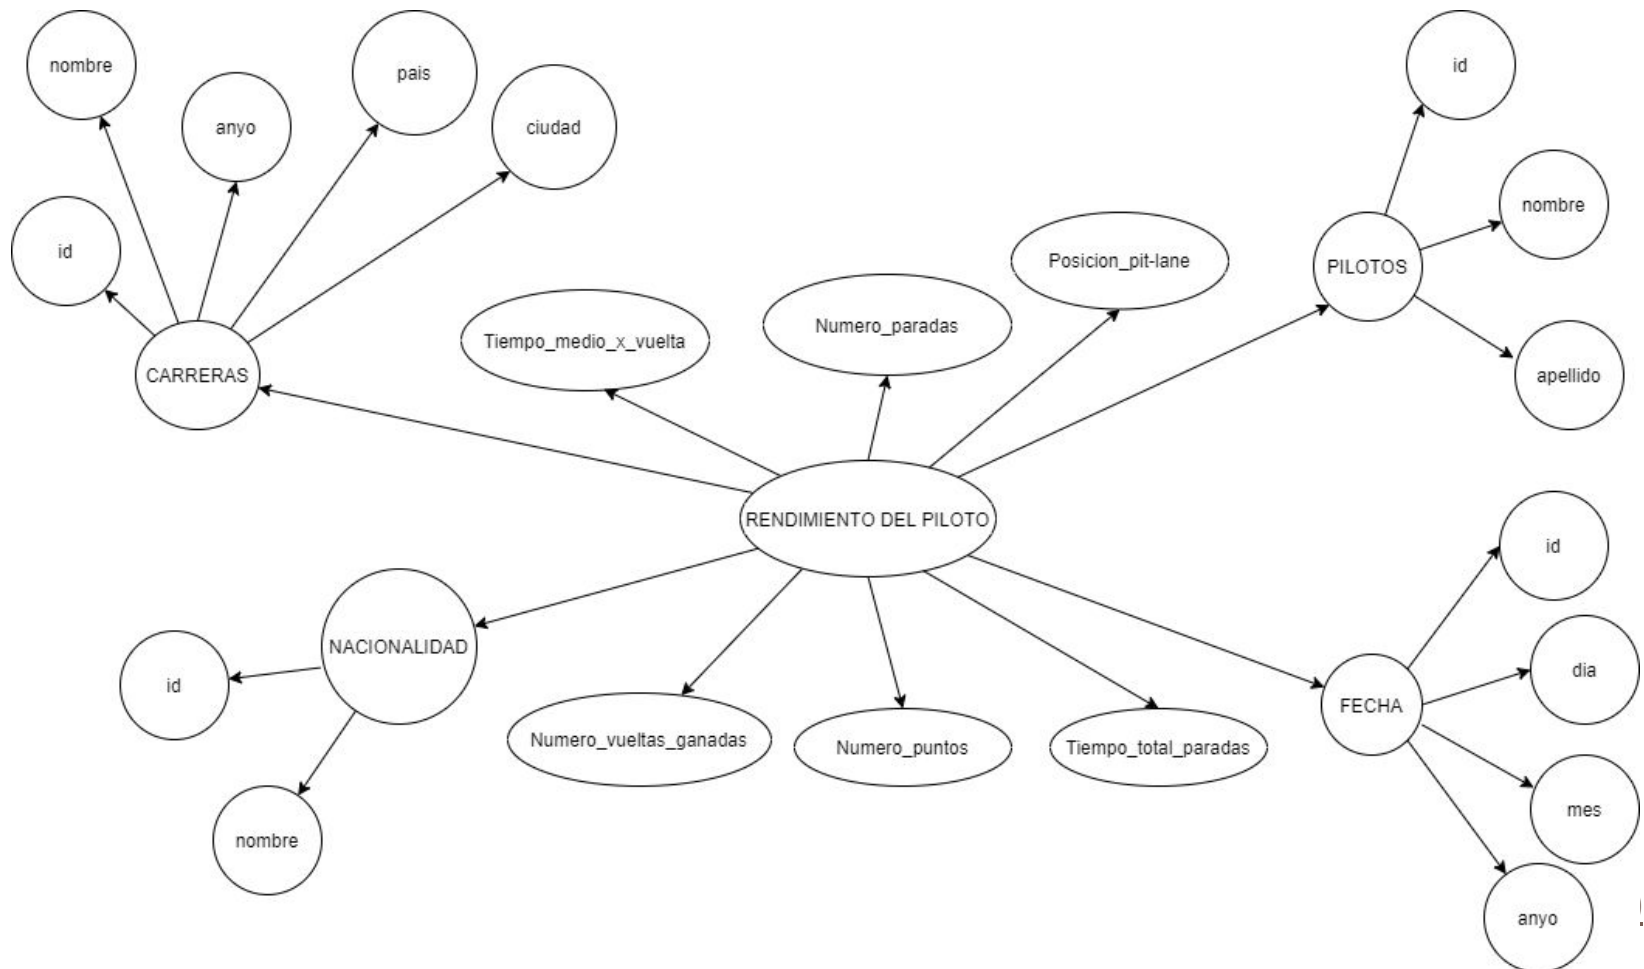 nombre
anyo
pais
ciudad
id
CARRERAS
Tiempo_medio_x_vuelta
Numero_paradas
Posicion_pit-lane
id
nombre
PILOTOS
apellido
RENDIMIENTO DEL PILOTO
NACIONALIDAD
id
nombre
Numero_vueltas_ganadas
Numero_puntos
Tiempo_total_paradas
FECHA
id
dia
mes
anyo